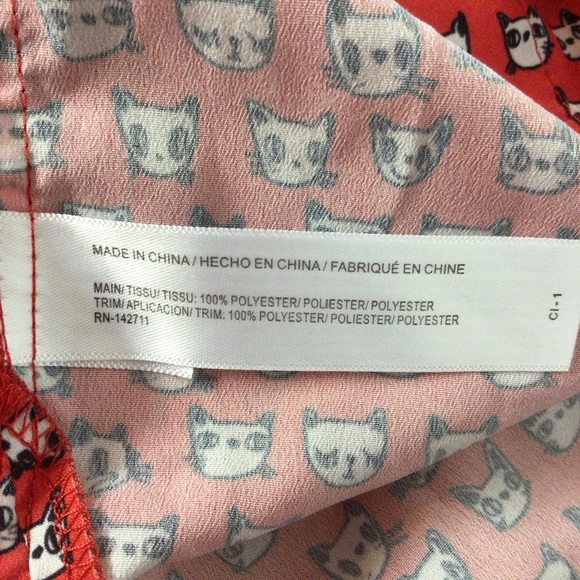 MADE IN CHINA / HECHO EN CHINA / FABRIQUÉ EN CHINE
MAIN/ TISSU/ TISSU: 100% POLYESTER/ POLIESTER/ POLYESTER
TRIM/ APLICACION/ TRIM: 100% POLYESTER/ POLIESTER/ POLYESTER
RN-142711
CI - 1